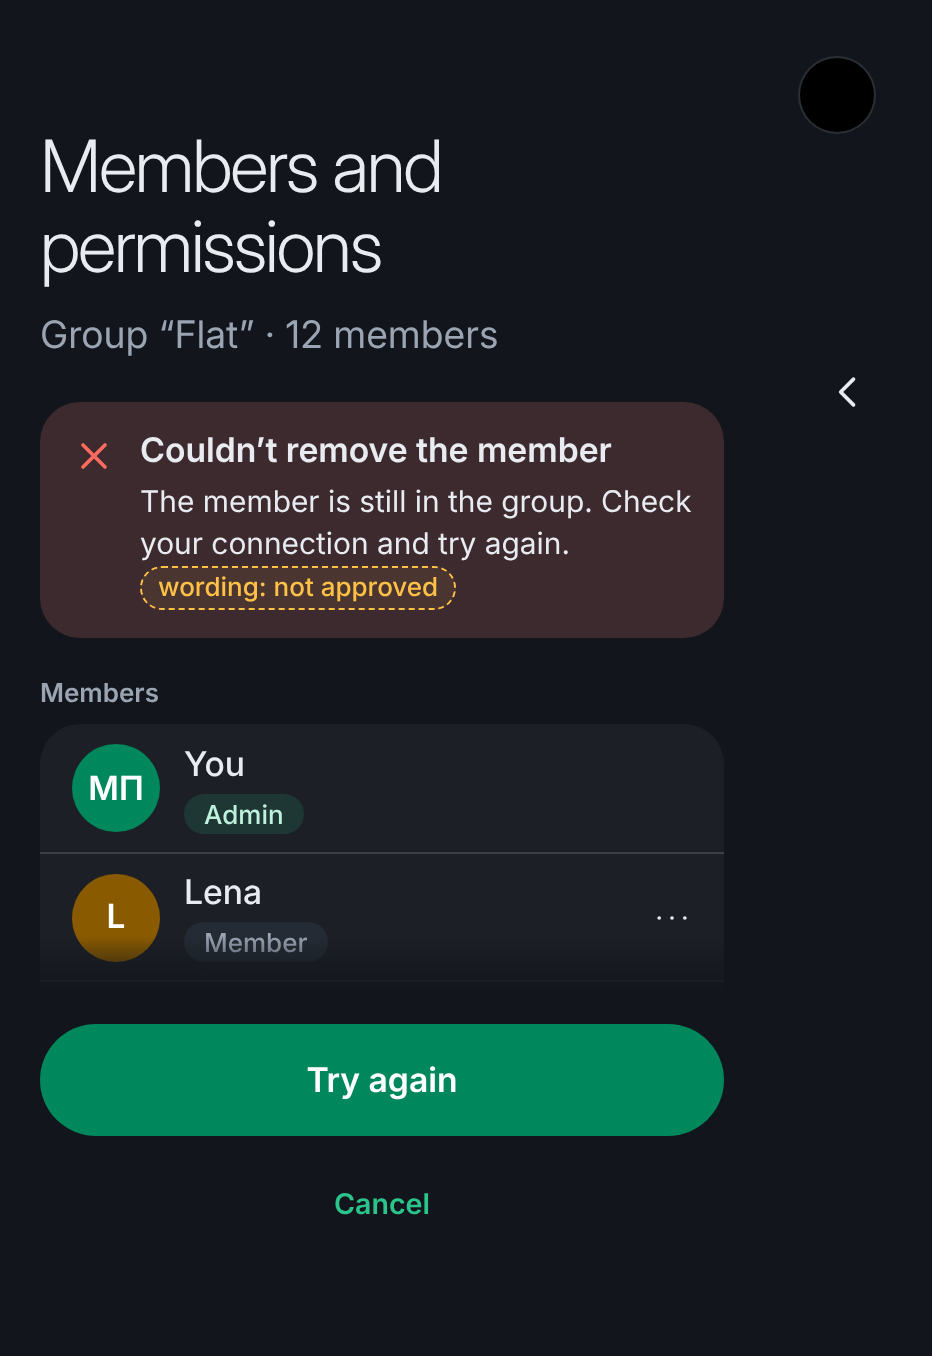 Members and
permissions
Group “Flat” · 12 members
Couldn’t remove the member
The member is still in the group. Check
your connection and try again.
wording: not approved
Members
МП
You
Admin
L
Lena
Member
Try again
Cancel